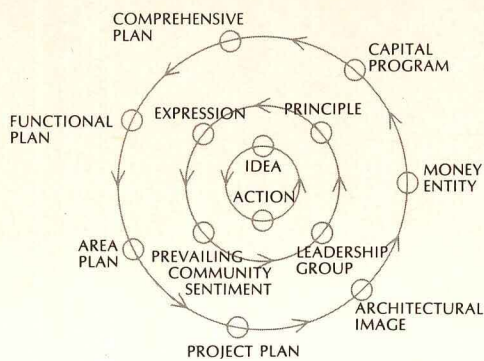 COMPREHENSIVE
PLAN
CAPITAL
PROGRAM
FUNCTIONAL
PLAN
EXPRESSION
PRINCIPLE
IDEA
MONEY
ENTITY
ACTION
AREA
PLAN
PREVAILING
COMMUNITY
SENTIMENT
LEADERSHIP
GROUP
ARCHITECTURAL
IMAGE
PROJECT PLAN